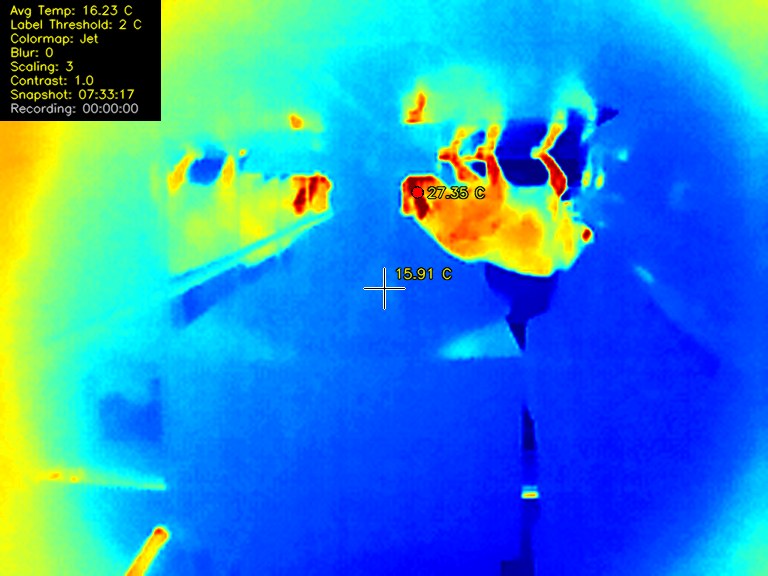 Avg Temp: 16.23 C
Label Threshold: 2 C
Colormap: Jet
Blur: 0
Scaling: 3
Contrast: 1.0
Snapshot: 07:33:17
Recording: 00:00:00
27.35 C
15.91 C